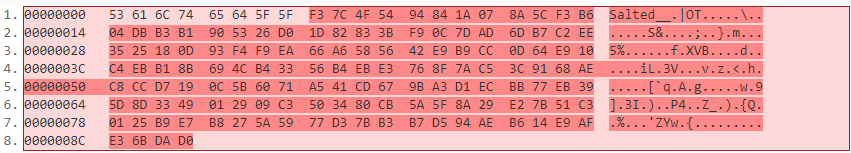 1. 00000000 53 61 6C 74 65 64 5F 5F F3 7C 4F 54 94 84 1A 07 8A 5C F3 B6 Salted__.|OT.....\..
2. 00000014 04 DB B3 B1 90 53 26 D0 1D 82 83 3B F9 0C 7D AD 6D B7 C2 EE .....S&....;..}.m...
3. 00000028 35 25 18 0D 93 F4 F9 EA 66 A6 58 56 42 E9 B9 CC 0D 64 E9 10 5%......f.XVB....d..
4. 0000003C C4 EB B1 8B 69 4C B4 33 56 B4 EB E3 76 8F 7A C5 3C 91 68 AE ....iL.3V...v.z.<.h.
5. 00000050 C8 CC D7 19 0C 5B 60 71 A5 41 CD 67 9B A3 D1 EC BB 77 EB 39 .....[`q.A.g.....w.9
6. 00000064 5D 8D 33 49 01 29 09 C3 50 34 80 CB 5A 5F 8A 29 E2 7B 51 C3 ].3I.)..P4..Z_.).{Q.
7. 00000078 01 25 B9 E7 B8 27 5A 59 77 D3 7B B3 B7 D5 94 AE B6 14 E9 AF .%...'ZYw.{.........
8. 0000008C E3 6B DA D0